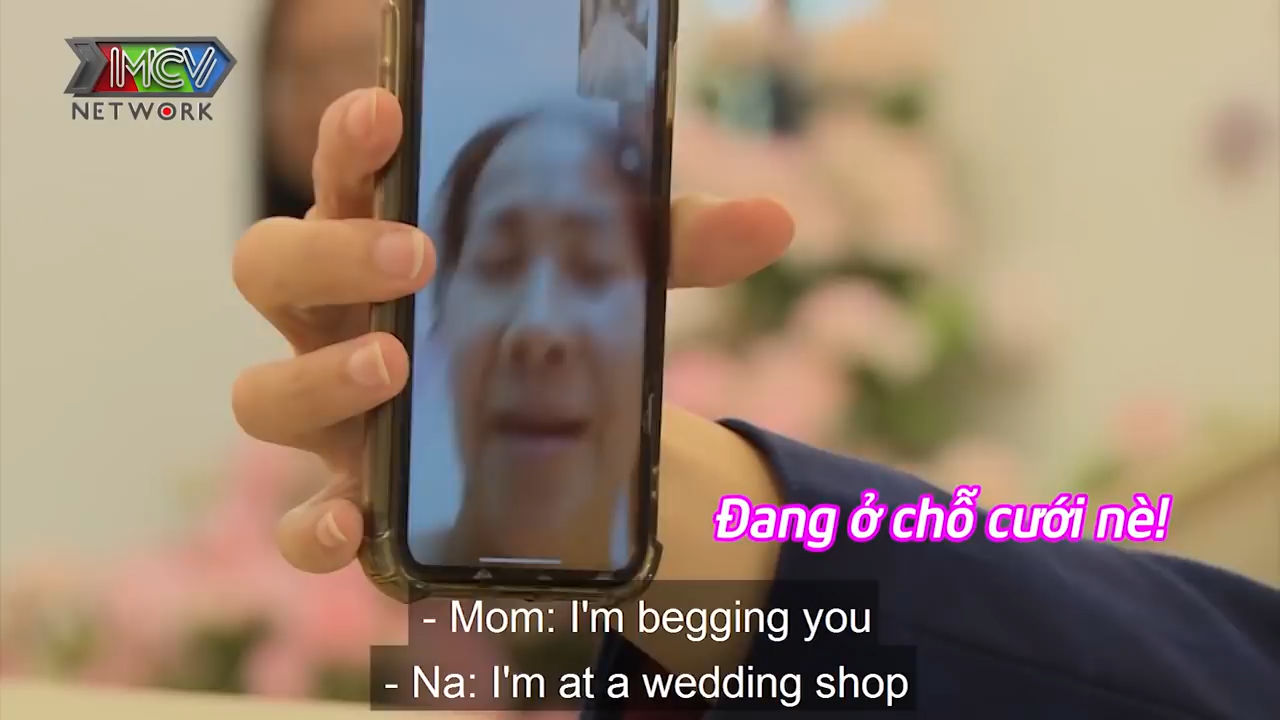 MCV
NETWORK
Đang ở chỗ cưới nè!
- Mom: I'm begging you
- Na: I'm at a wedding shop